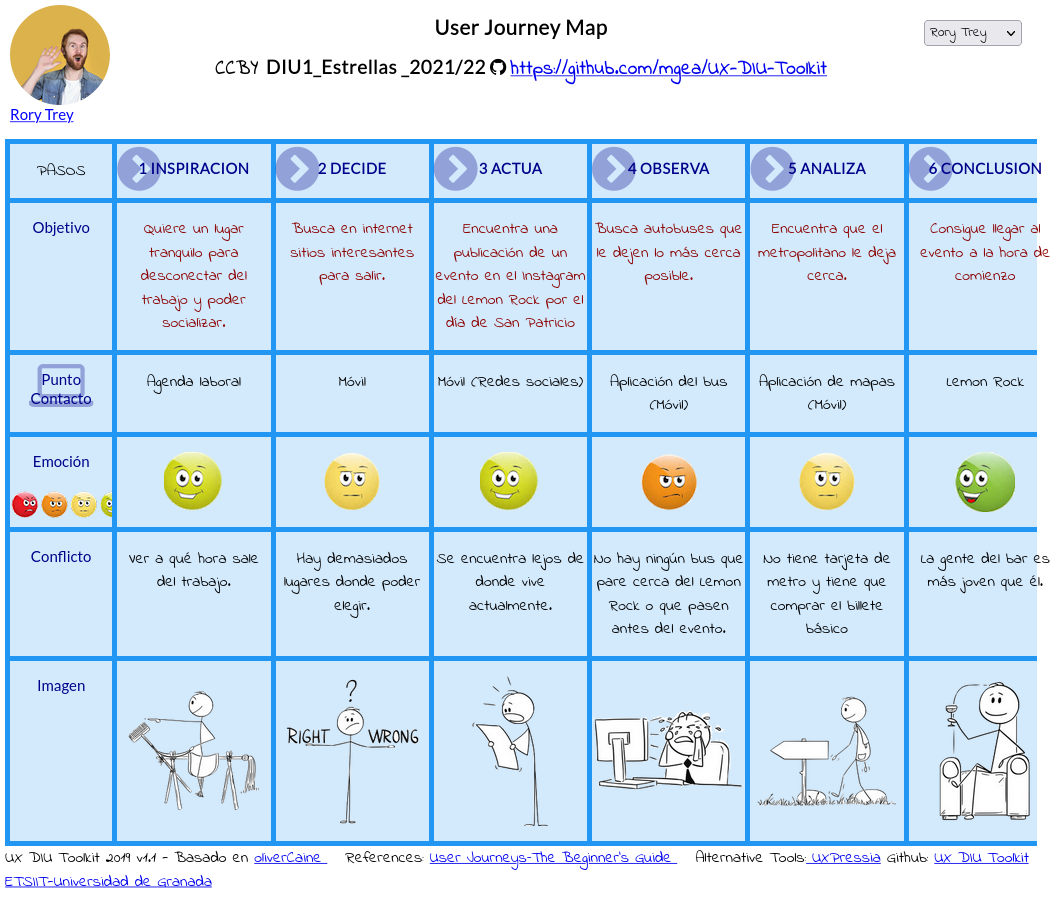 User Journey Map
Rory Trey
CCBY DIU1_Estrellas _2021/22 https://github.com/mgea/UX-DIU-Toolkit
Rory Trey
PASOS
1 INSPIRACION
2 DECIDE
3 ACTUA
4 OBSERVA
5 ANALIZA
6 CONCLUSION
Objetivo
Quiere un lugar
tranquilo para
desconectar del
trabajo y poder
socializar.
Busca en internet
sitios interesantes
para salir.
Encuentra una
publicación de un
evento en el Instagram
del Lemon Rock por el
día de San Patricio
Busca autobuses que
le dejen lo más cerca
posible.
Encuentra que el
metropolitano le deja
cerca.
Consigue llegar al
evento a la hora de
comienzo
Punto
Contacto
Agenda laboral
Móvil
Móvil (Redes sociales)
Aplicación del bus
(Móvil)
Aplicación de mapas
(Móvil)
Lemon Rock
Emoción
Conflicto
Ver a qué hora sale
del trabajo.
Hay demasiados
lugares donde poder
elegir.
Se encuentra lejos de
donde vive
actualmente.
No hay ningún bus que
pare cerca del Lemon
Rock o que pasen
antes del evento.
No tiene tarjeta de
metro y tiene que
comprar el billete
básico
La gente del bar es
más joven que él.
Imagen
?
RIGHT WRONG
UX DIU Toolkit 2019 v1.1 - Basado en oliverCaine References: User Journeys-The Beginner's Guide Alternative Tools: UXPressia Github: UX DIU Toolkit
ETSIIT-Universidad de Granada